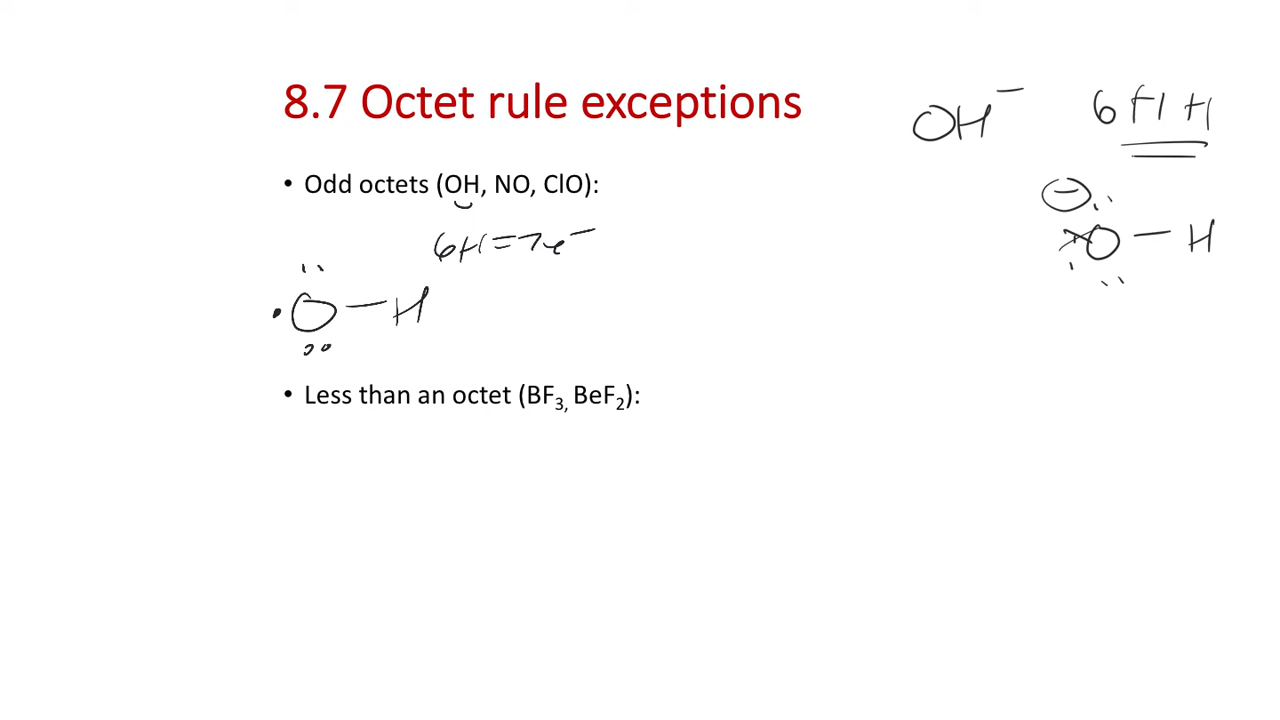 8.7 Octet rule exceptions
OH⁻
6+1+1
• Odd octets (OH, NO, ClO):
6+1=7e⁻
O—H
O—H
• Less than an octet (BF₃, BeF₂):